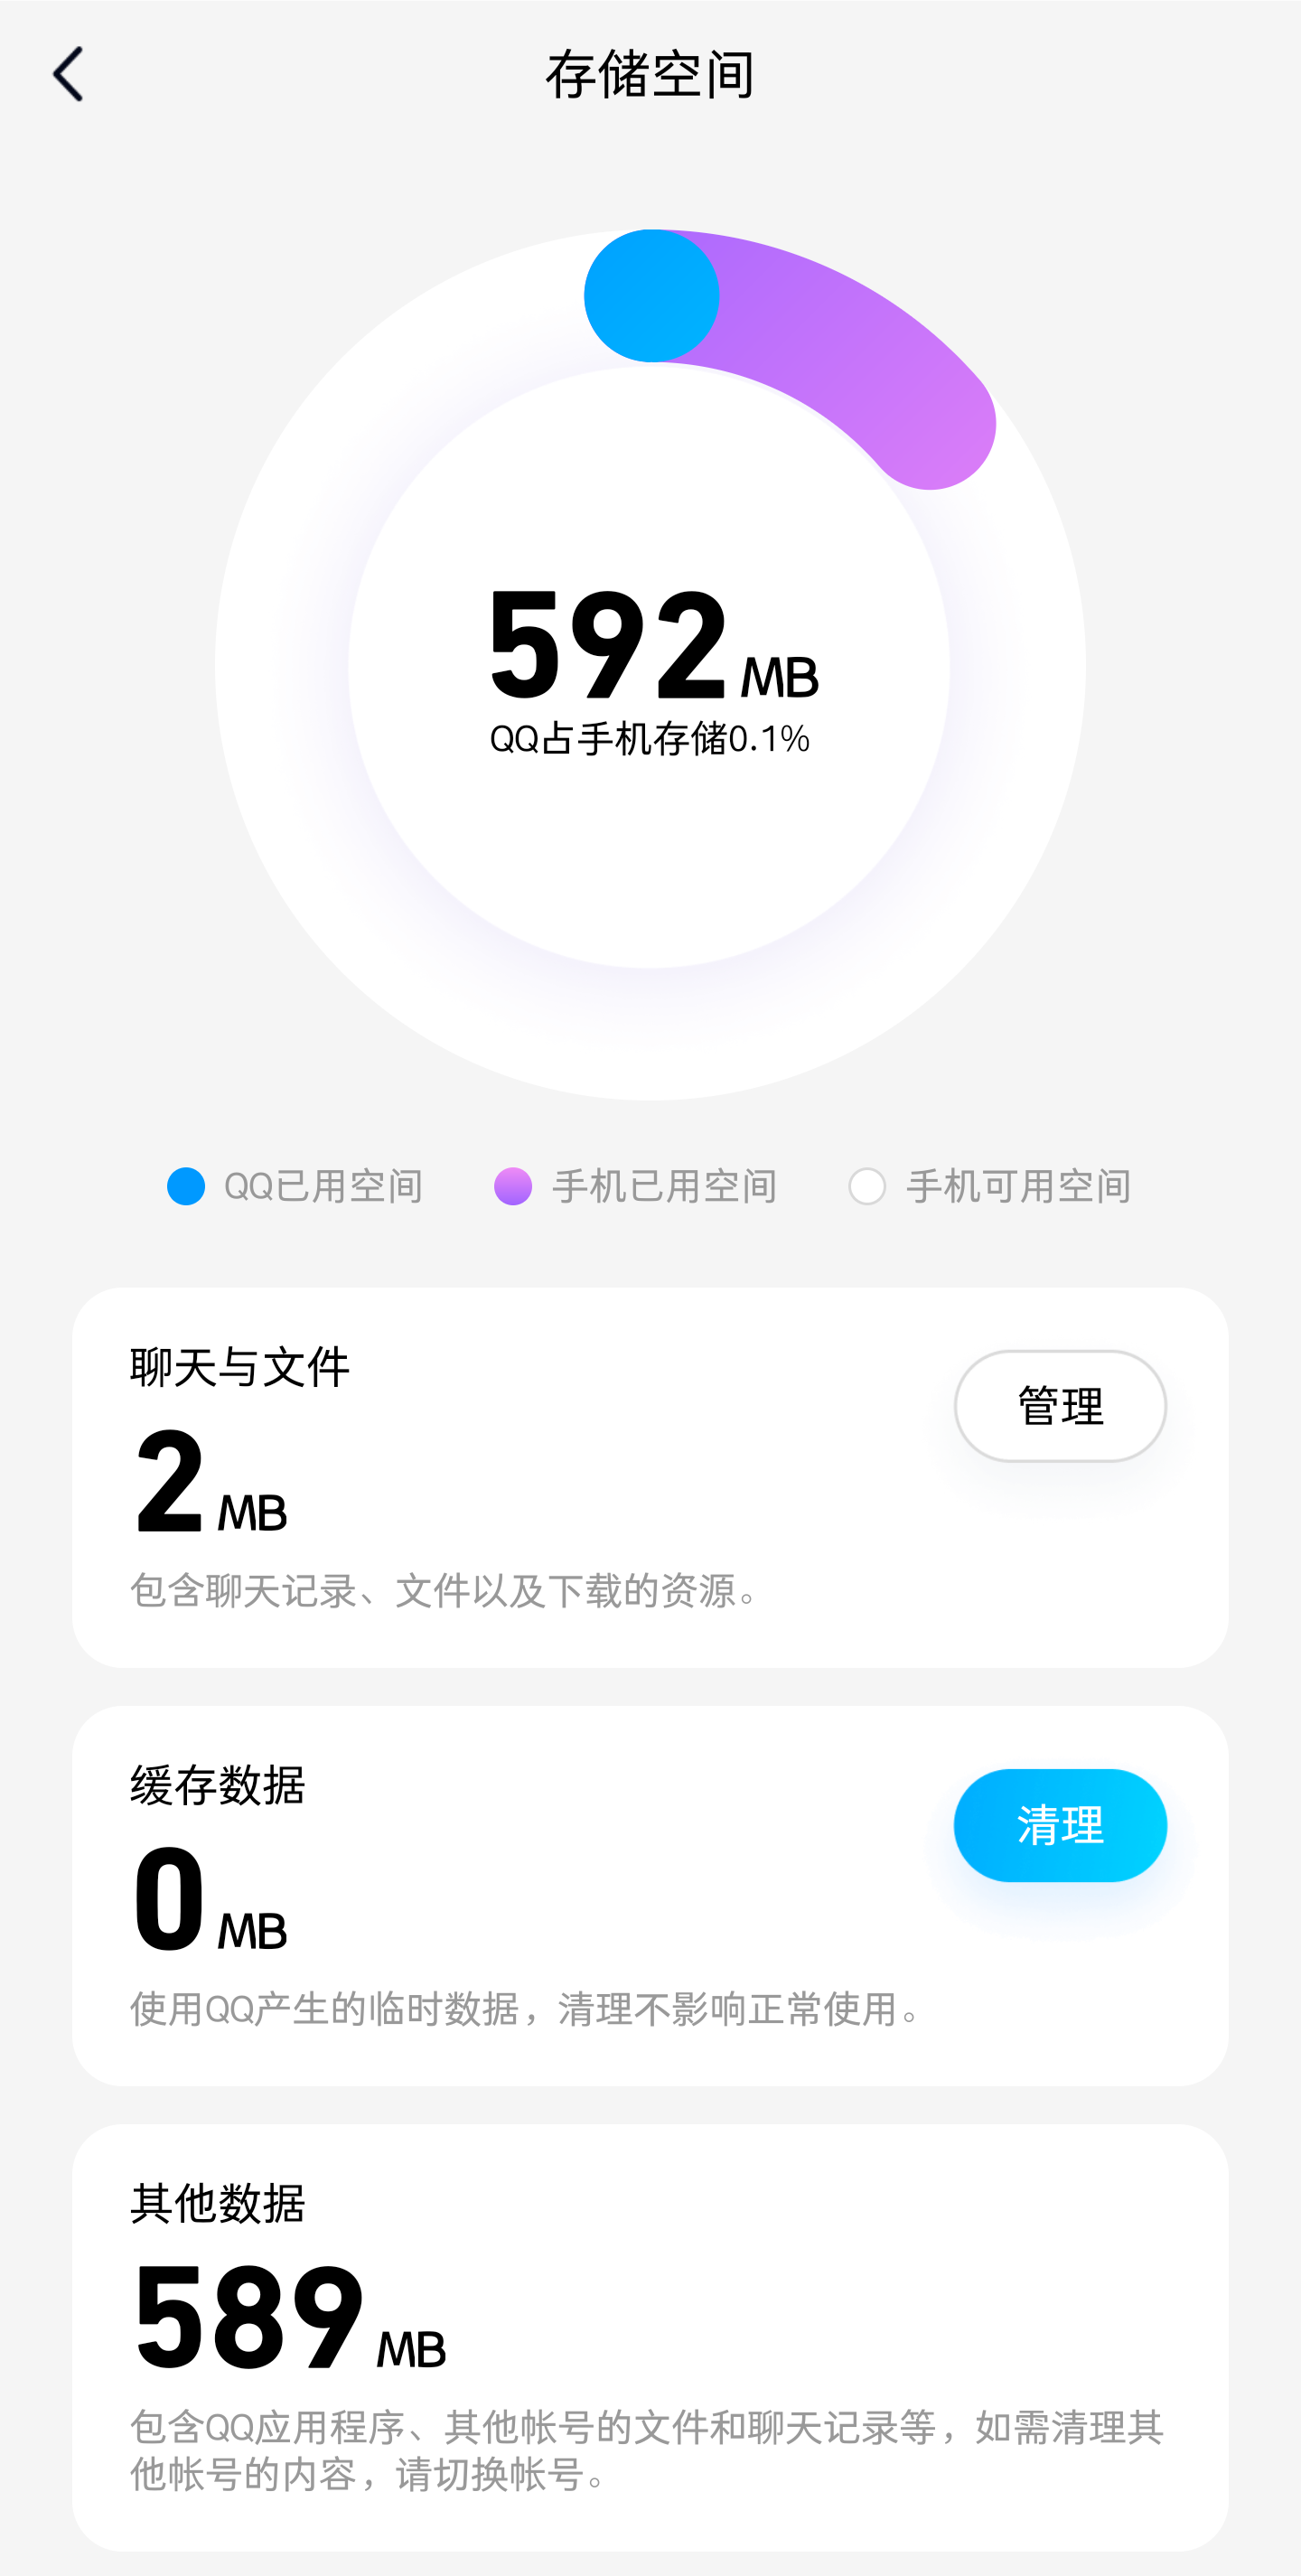 存储空间
592 MB
QQ占手机存储0.1%
QQ已用空间 手机已用空间 手机可用空间
聊天与文件
管理
2 MB
包含聊天记录、文件以及下载的资源。
缓存数据
清理
0 MB
使用QQ产生的临时数据，清理不影响正常使用。
其他数据
589 MB
包含QQ应用程序、其他帐号的文件和聊天记录等，如需清理其
他帐号的内容，请切换帐号。